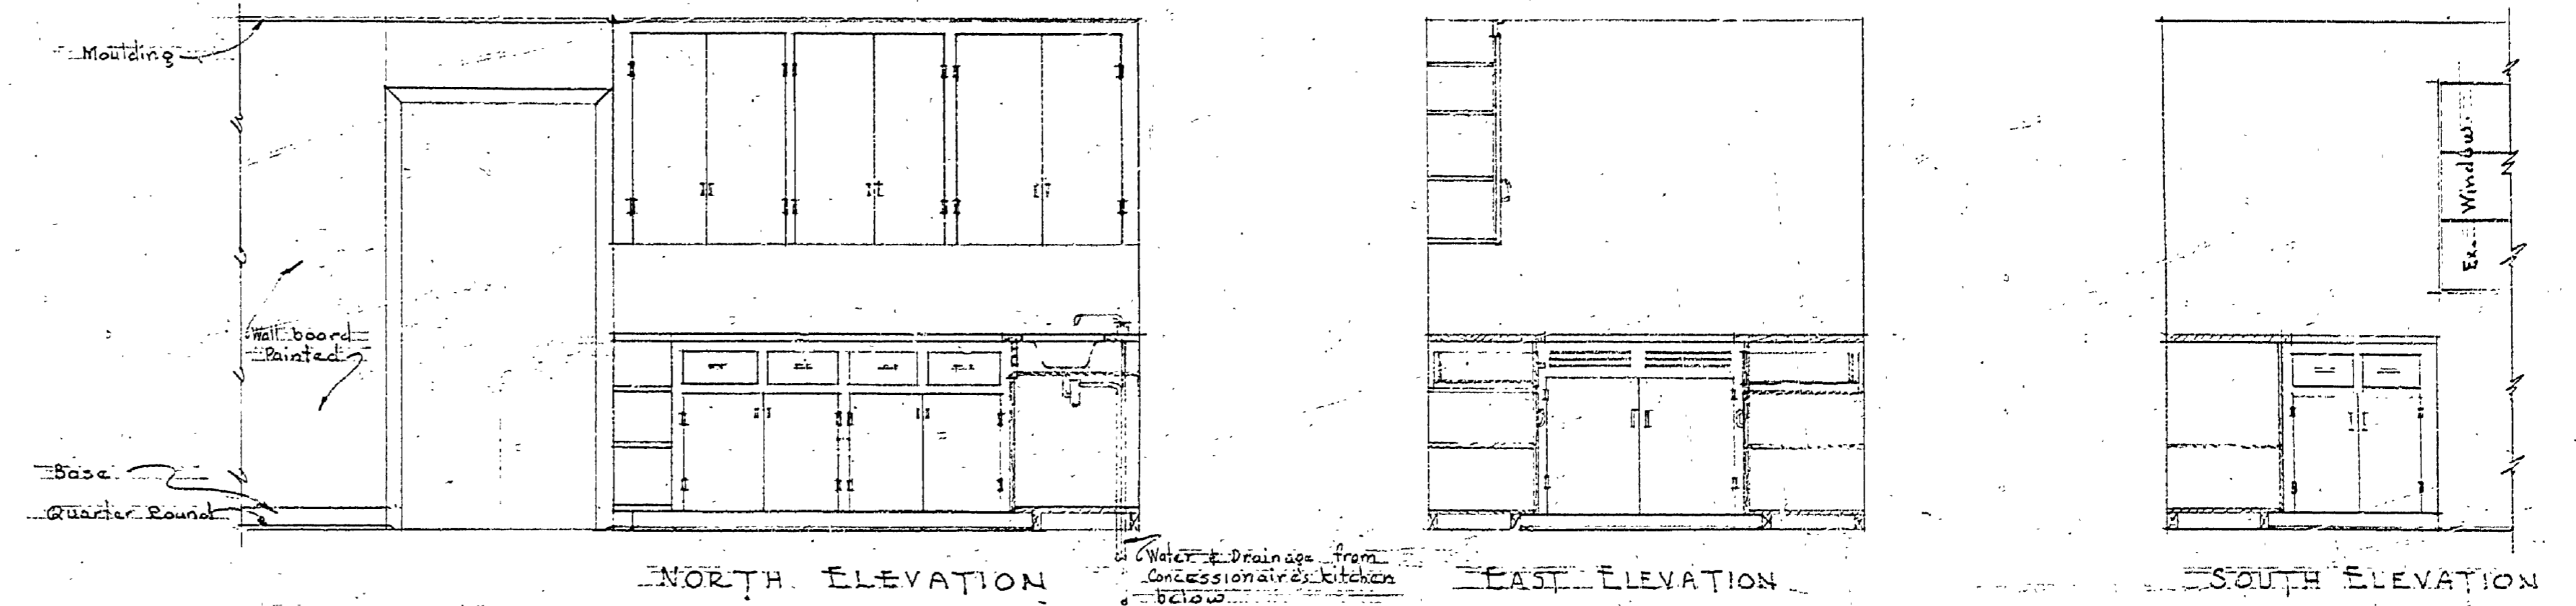 Moulding
Wall board
Painted
Base
Quarter Round
NORTH ELEVATION
Water & Drainage from
Concessionaire's kitchen
below
EAST ELEVATION
Ex. Window
SOUTH ELEVATION